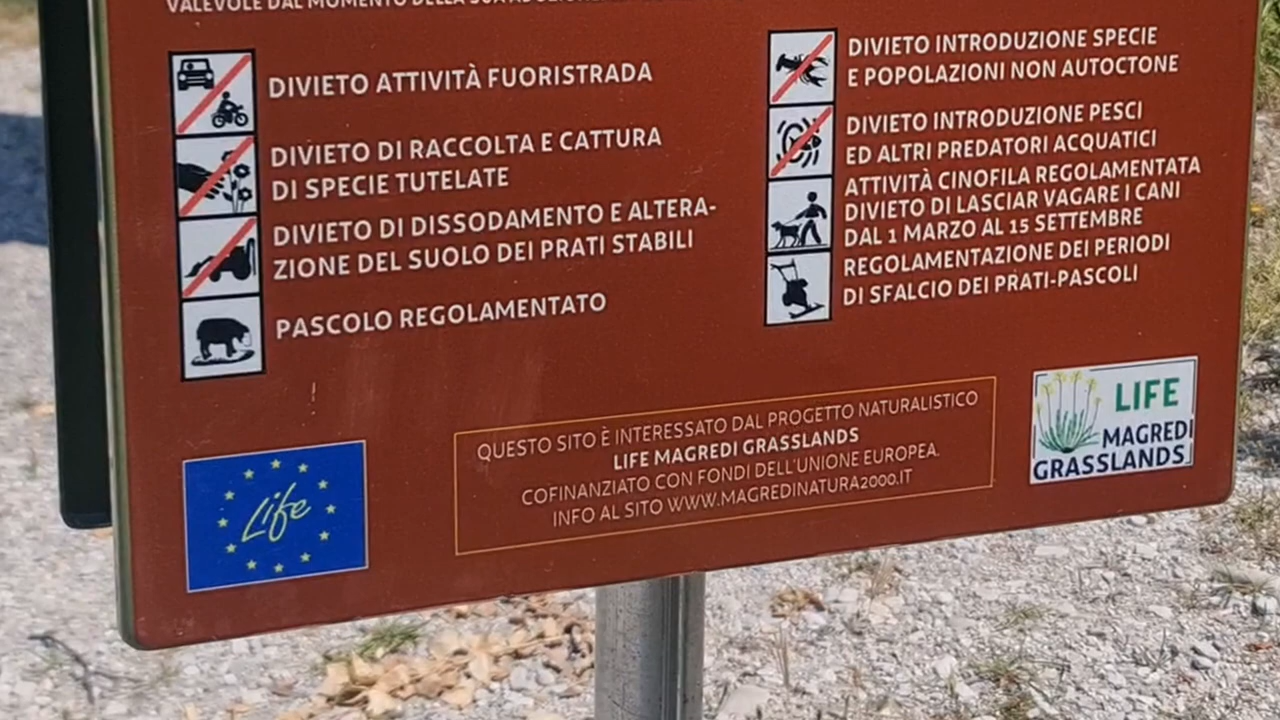 VALEVOLE DAL MOMENTO DELLA SUA
DIVIETO ATTIVITÀ FUORISTRADA
DIVIETO DI RACCOLTA E CATTURA
DI SPECIE TUTELATE
DIVIETO DI DISSODAMENTO E ALTERA-
ZIONE DEL SUOLO DEI PRATI STABILI
PASCOLO REGOLAMENTATO
DIVIETO INTRODUZIONE SPECIE
E POPOLAZIONI NON AUTOCTONE
DIVIETO INTRODUZIONE PESCI
ED ALTRI PREDATORI ACQUATICI
ATTIVITÀ CINOFILA REGOLAMENTATA
DIVIETO DI LASCIAR VAGARE I CANI
DAL 1 MARZO AL 15 SETTEMBRE
REGOLAMENTAZIONE DEI PERIODI
DI SFALCIO DEI PRATI-PASCOLI
Life
QUESTO SITO È INTERESSATO DAL PROGETTO NATURALISTICO
LIFE MAGREDI GRASSLANDS
COFINANZIATO CON FONDI DELL'UNIONE EUROPEA.
INFO AL SITO WWW.MAGREDINATURA2000.IT
LIFE
MAGREDI
GRASSLANDS